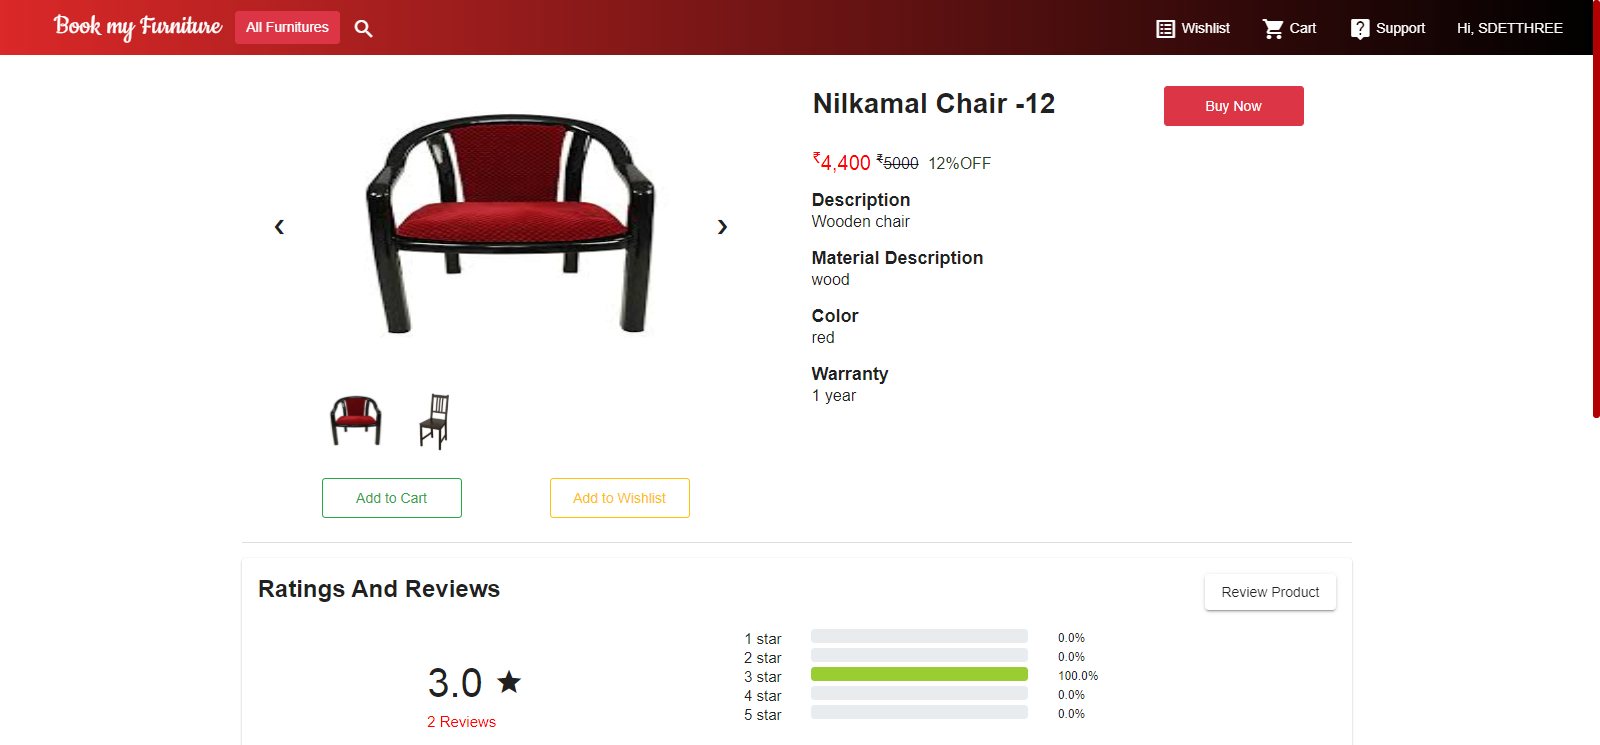 Book my Furniture All Furnitures Wishlist Cart Support Hi, SDETTHREE
Nilkamal Chair -12
Buy Now
₹4,400 ₹5000 12%OFF
Description
Wooden chair
Material Description
wood
Color
red
Warranty
1 year
Add to Cart Add to Wishlist
Ratings And Reviews
Review Product
3.0
2 Reviews
1 star 0.0%
2 star 0.0%
3 star 100.0%
4 star 0.0%
5 star 0.0%